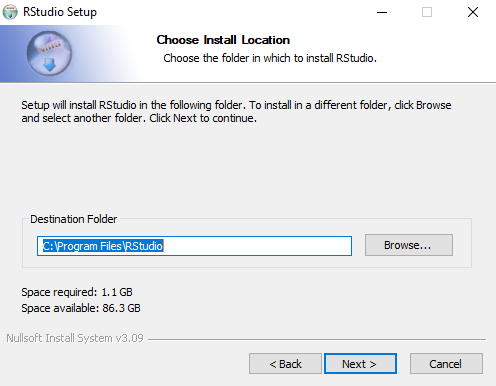 RStudio Setup
Choose Install Location
Choose the folder in which to install RStudio.
Setup will install RStudio in the following folder. To install in a different folder, click Browse
and select another folder. Click Next to continue.
Destination Folder
C:\Program Files\RStudio
Browse...
Space required: 1.1 GB
Space available: 86.3 GB
Nullsoft Install System v3.09
< Back
Next >
Cancel